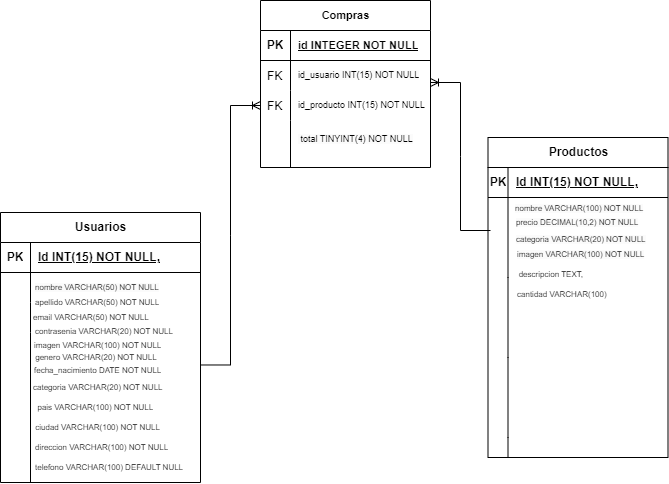 Compras
PK id INTEGER NOT NULL
FK id_usuario INT(15) NOT NULL
FK id_producto INT(15) NOT NULL
total TINYINT(4) NOT NULL
Productos
PK Id INT(15) NOT NULL,
nombre VARCHAR(100) NOT NULL
precio DECIMAL(10,2) NOT NULL
categoria VARCHAR(20) NOT NULL
imagen VARCHAR(100) NOT NULL
descripcion TEXT,
cantidad VARCHAR(100)
Usuarios
PK Id INT(15) NOT NULL,
nombre VARCHAR(50) NOT NULL
apellido VARCHAR(50) NOT NULL
email VARCHAR(50) NOT NULL
contrasenia VARCHAR(20) NOT NULL
imagen VARCHAR(100) NOT NULL
genero VARCHAR(20) NOT NULL
fecha_nacimiento DATE NOT NULL
categoria VARCHAR(20) NOT NULL
pais VARCHAR(100) NOT NULL
ciudad VARCHAR(100) NOT NULL
direccion VARCHAR(100) NOT NULL
telefono VARCHAR(100) DEFAULT NULL